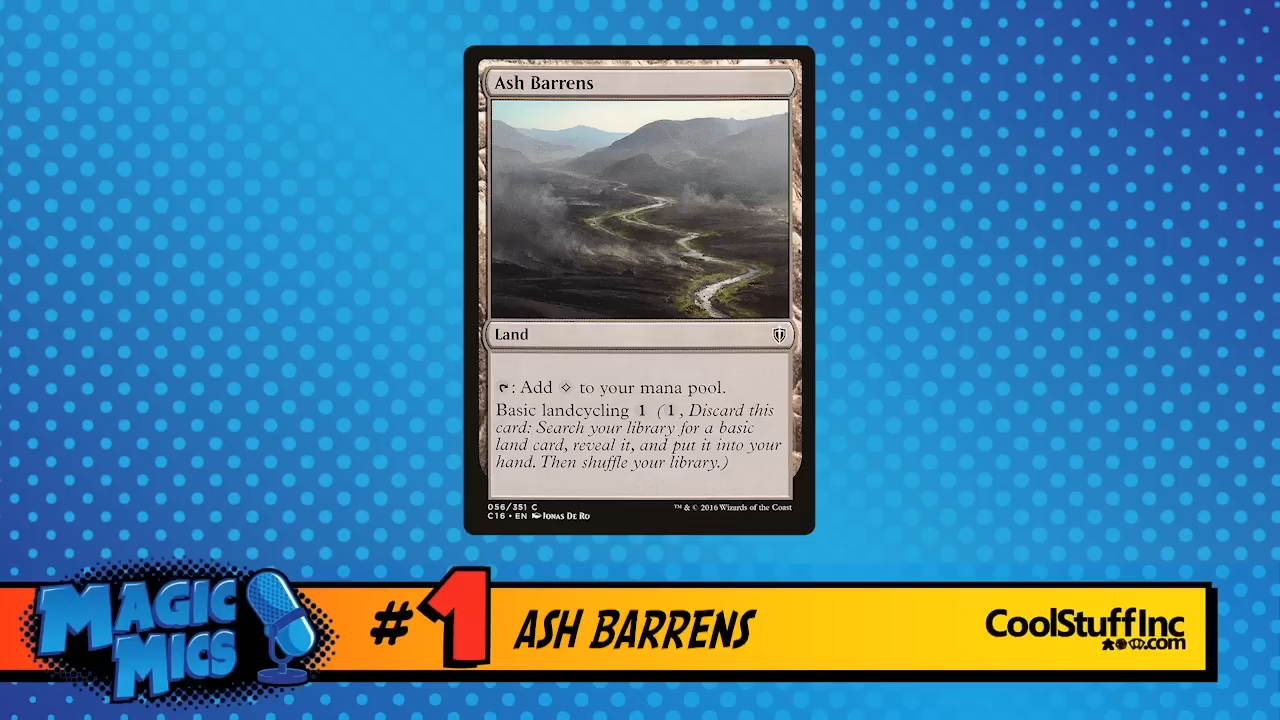 Ash Barrens
Land
: Add to your mana pool.
Basic landcycling 1 (1, Discard this
card: Search your library for a basic
land card, reveal it, and put it into your
hand. Then shuffle your library.)
056/351 C
C16 • EN Jonas De Ro
™ & © 2016 Wizards of the Coast
MAGIC
MICS
#1 ASH BARRENS
CoolStuffInc
.com